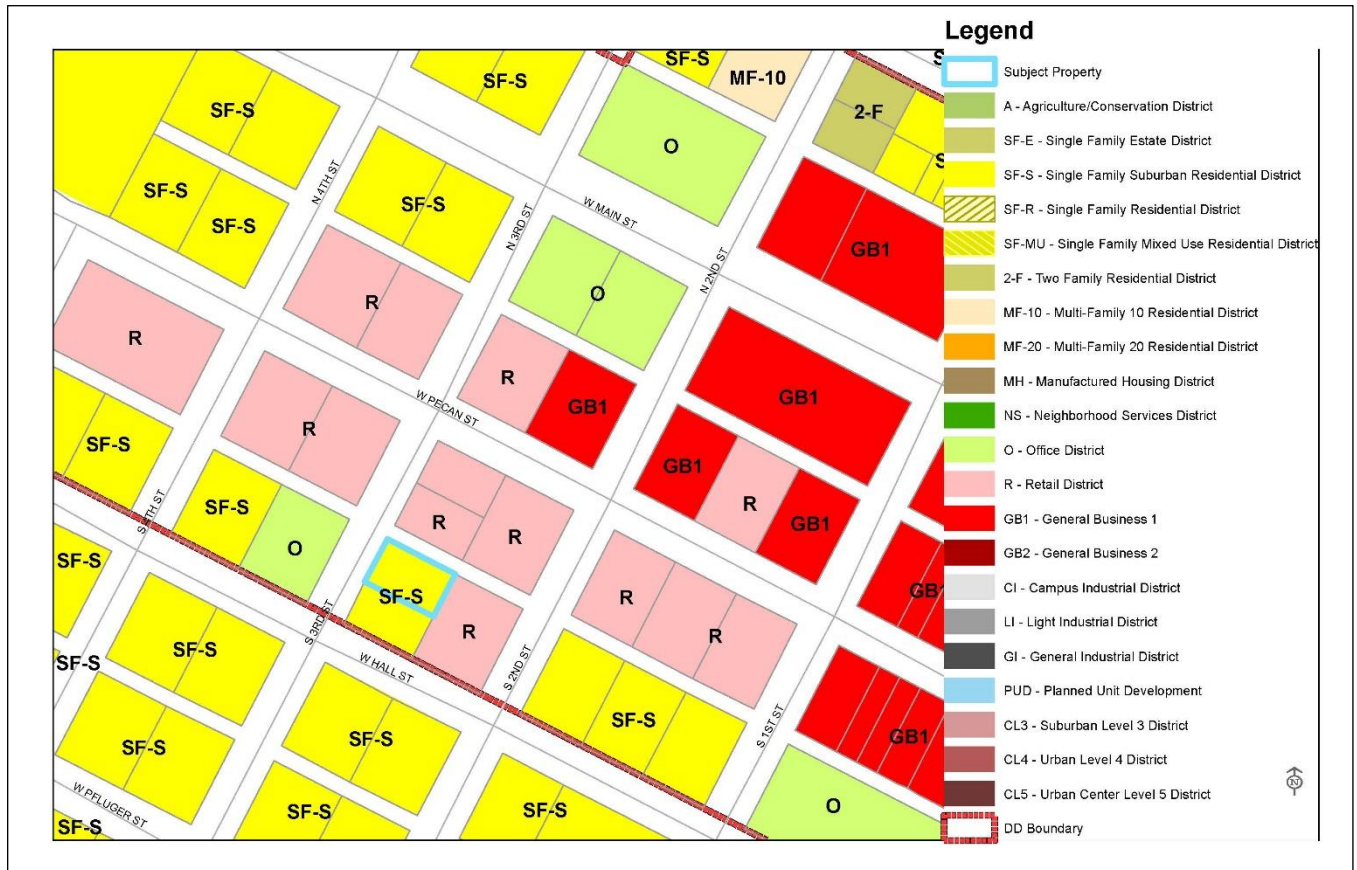 Legend
Subject Property
A - Agriculture/Conservation District
SF-E - Single Family Estate District
SF-S - Single Family Suburban Residential District
SF-R - Single Family Residential District
SF-MU - Single Family Mixed Use Residential District
2-F - Two Family Residential District
MF-10 - Multi-Family 10 Residential District
MF-20 - Multi-Family 20 Residential District
MH - Manufactured Housing District
NS - Neighborhood Services District
O - Office District
R - Retail District
GB1 - General Business 1
GB2 - General Business 2
CI - Campus Industrial District
LI - Light Industrial District
GI - General Industrial District
PUD - Planned Unit Development
CL3 - Suburban Level 3 District
CL4 - Urban Level 4 District
CL5 - Urban Center Level 5 District
DD Boundary
N
SF-S
SF-S
MF-10
SF-S
2-F
S
O
SF-S
N 4TH ST
SF-S
SF-S
S
N 3RD ST
W MAIN ST
GB1
N 2ND ST
O
R
R
R
GB1
GB1
W PECAN ST
R
SF-S
GB1
R
GB1
SF-S
R
R
O
SF-S
GB1
SF-S
R
R
R
S 3RD ST
W HALL ST
SF-S
SF-S
S 2ND ST
SF-S
S 1ST ST
GB1
SF-S
SF-S
W PFLUGER ST
SF-S
SF-S
SF-S
O